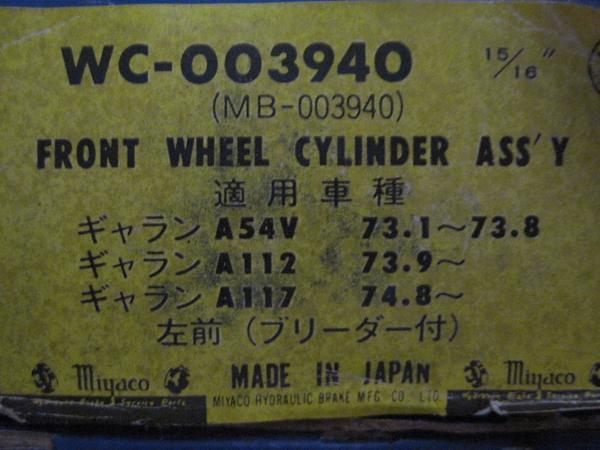 WC-003940 15/16"
(MB-003940)
FRONT WHEEL CYLINDER ASS'Y
適用車種
ギャラン A54V 73.1～73.8
ギャラン A112 73.9～
ギャラン A117 74.8～
左前（ブリーダー付）
Miyaco MADE IN JAPAN Miyaco
MIYACO HYDRAULIC BRAKE MFG. CO. LTD.